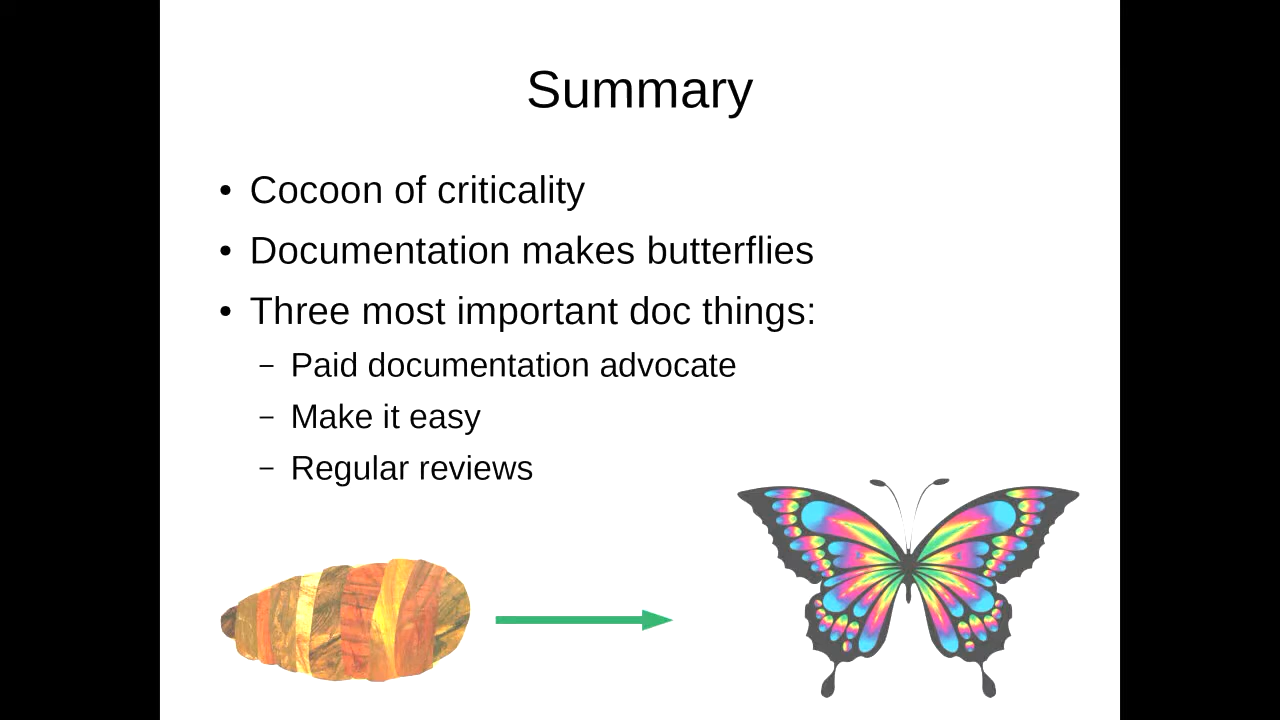 Summary
• Cocoon of criticality
• Documentation makes butterflies
• Three most important doc things:
– Paid documentation advocate
– Make it easy
– Regular reviews